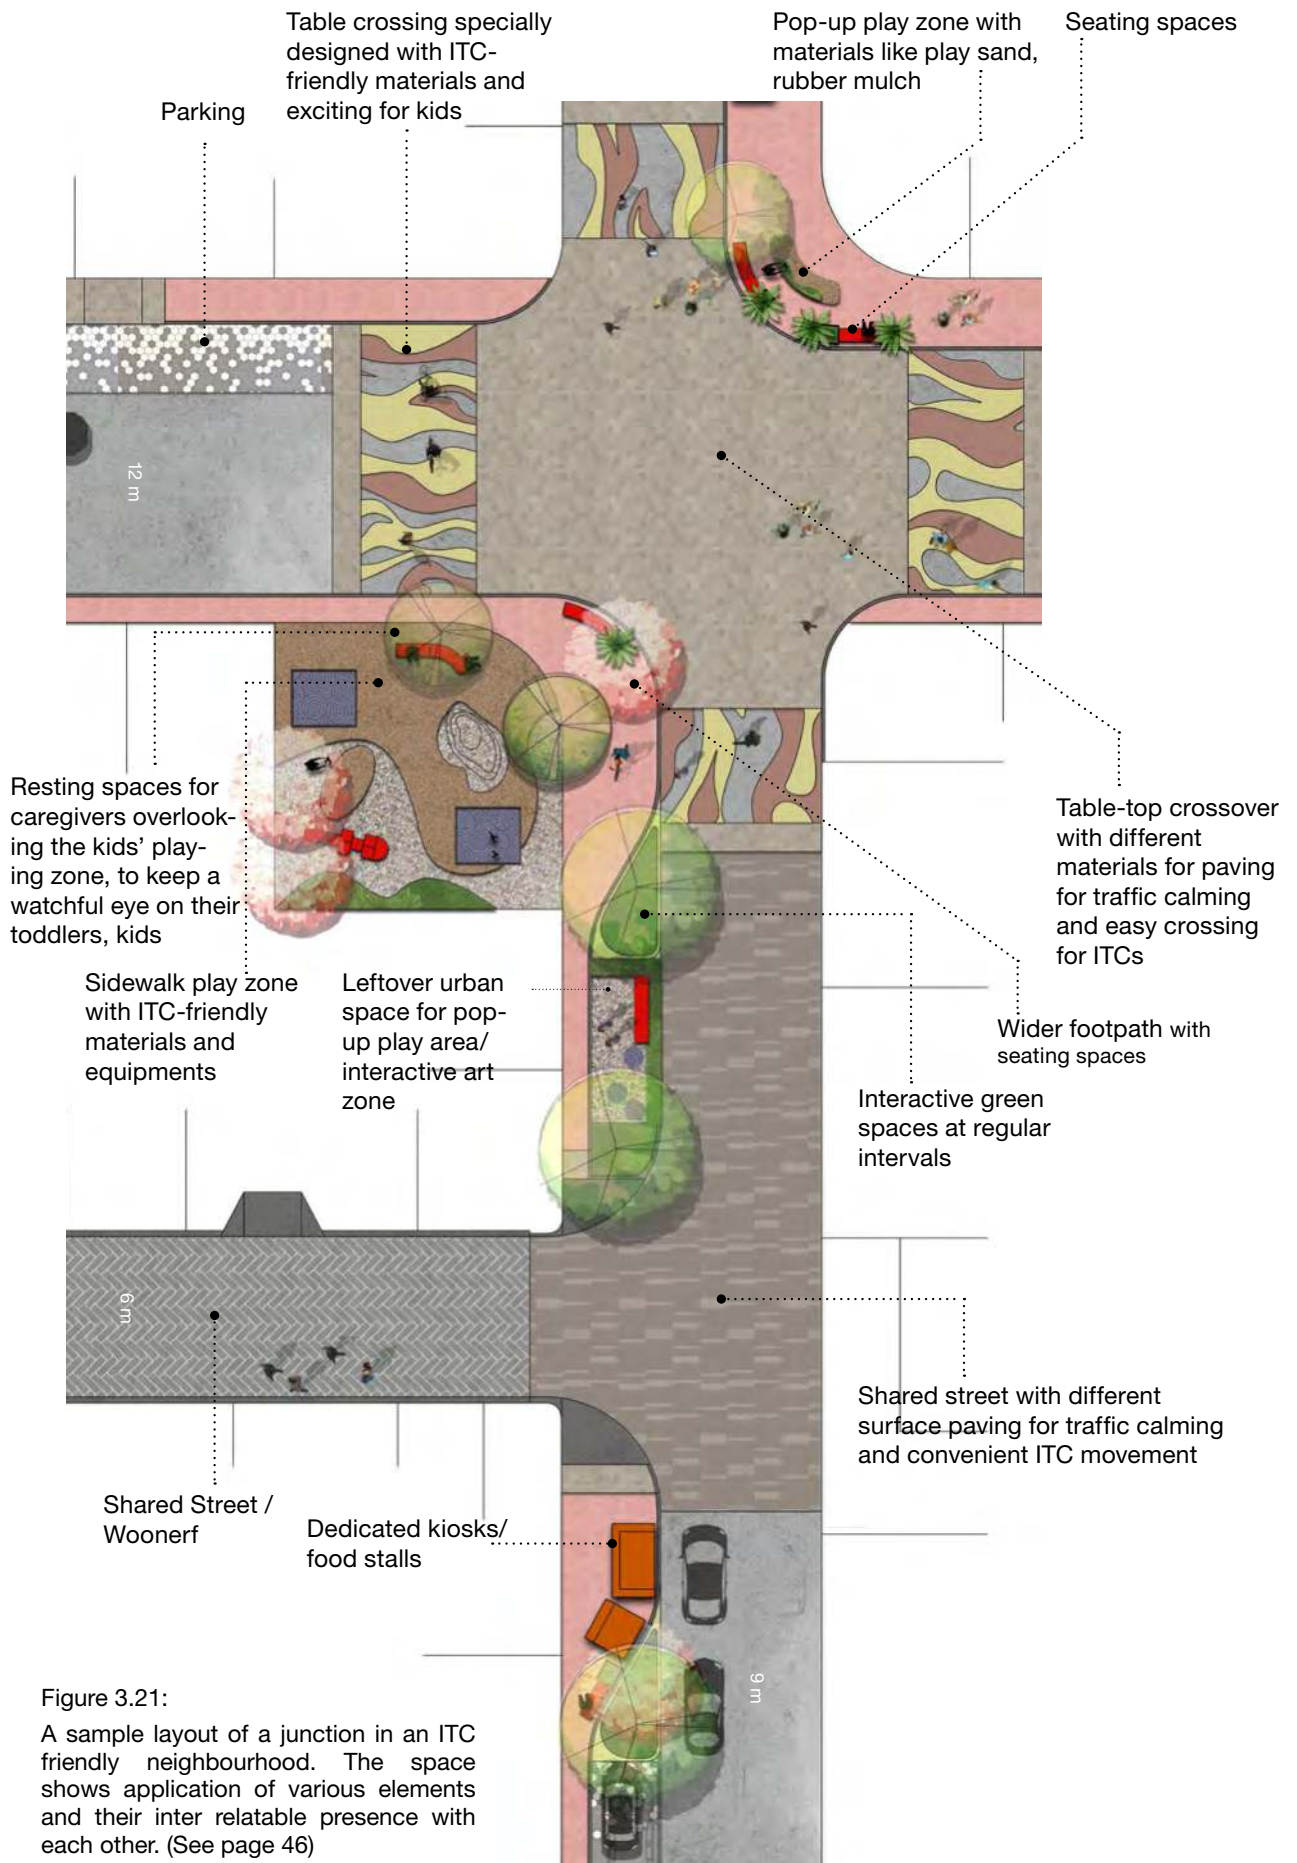 Table crossing specially
designed with ITC-
friendly materials and
exciting for kids
Pop-up play zone with
materials like play sand,
rubber mulch
Seating spaces
Parking
12 m
Resting spaces for
caregivers overlook-
ing the kids' play-
ing zone, to keep a
watchful eye on their
toddlers, kids
Table-top crossover
with different
materials for paving
for traffic calming
and easy crossing
for ITCs
Sidewalk play zone
with ITC-friendly
materials and
equipments
Leftover urban
space for pop-
up play area/
interactive art
zone
Wider footpath with
seating spaces
Interactive green
spaces at regular
intervals
6 m
Shared street with different
surface paving for traffic calming
and convenient ITC movement
Shared Street /
Woonerf
Dedicated kiosks/
food stalls
9 m
Figure 3.21:
A sample layout of a junction in an ITC
friendly neighbourhood. The space
shows application of various elements
and their inter relatable presence with
each other. (See page 46)